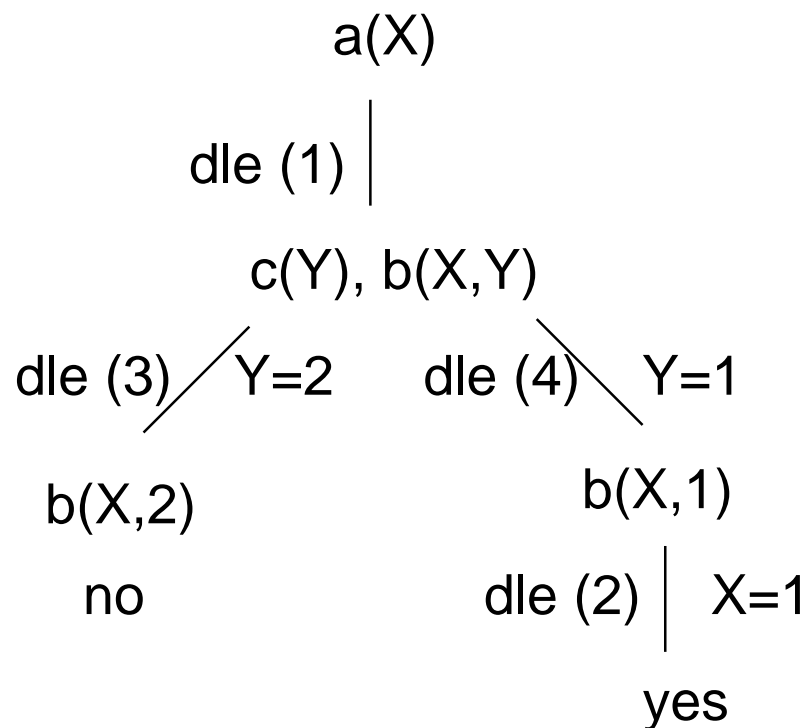 a(X)
dle (1)
c(Y), b(X,Y)
dle (3) Y=2 dle (4) Y=1
b(X,2) b(X,1)
no dle (2) X=1
yes